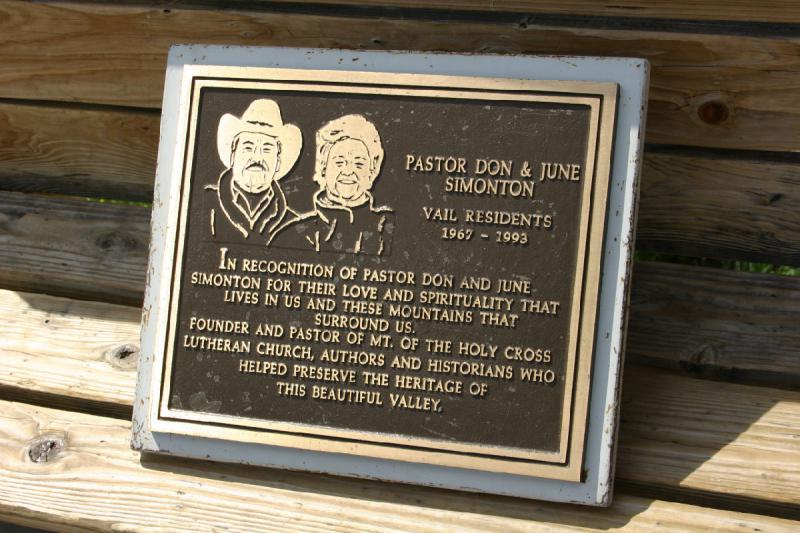 PASTOR DON & JUNE
SIMONTON
VAIL RESIDENTS
1967 - 1993
IN RECOGNITION OF PASTOR DON AND JUNE
SIMONTON FOR THEIR LOVE AND SPIRITUALITY THAT
LIVES IN US AND THESE MOUNTAINS THAT
SURROUND US.
FOUNDER AND PASTOR OF MT. OF THE HOLY CROSS
LUTHERAN CHURCH, AUTHORS AND HISTORIANS WHO
HELPED PRESERVE THE HERITAGE OF
THIS BEAUTIFUL VALLEY.